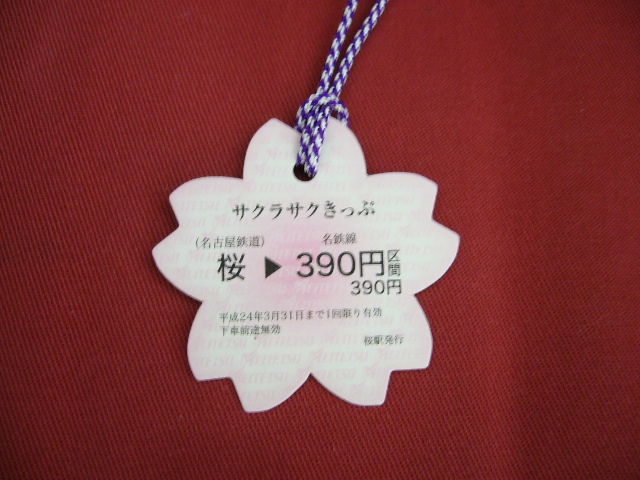 サクラサクきっぷ
(名古屋鉄道) 名鉄線
桜 ▶ 390円区間
390円
平成24年3月31日まで1回限り有効
下車前途無効
桜駅発行